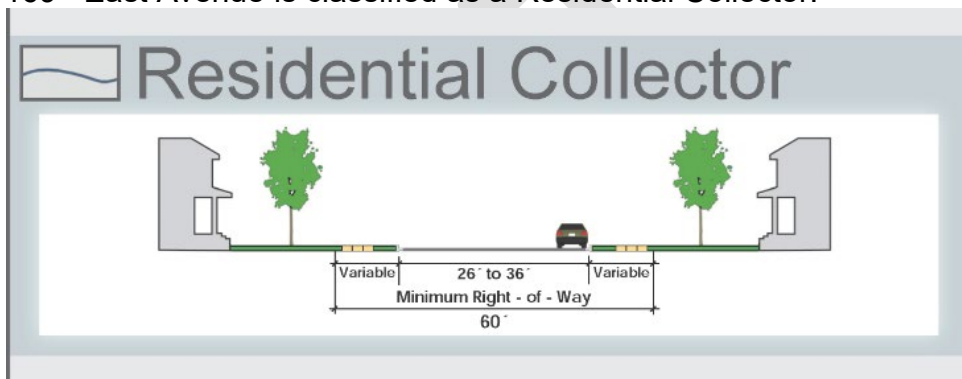 East Avenue is classified as a Residential Collector.
Residential Collector
Variable 26´ to 36´ Variable
Minimum Right - of - Way
60´